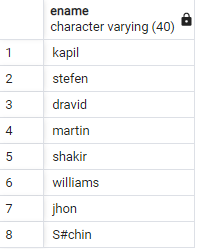 ename
character varying (40)
1 kapil
2 stefen
3 dravid
4 martin
5 shakir
6 williams
7 jhon
8 S#chin